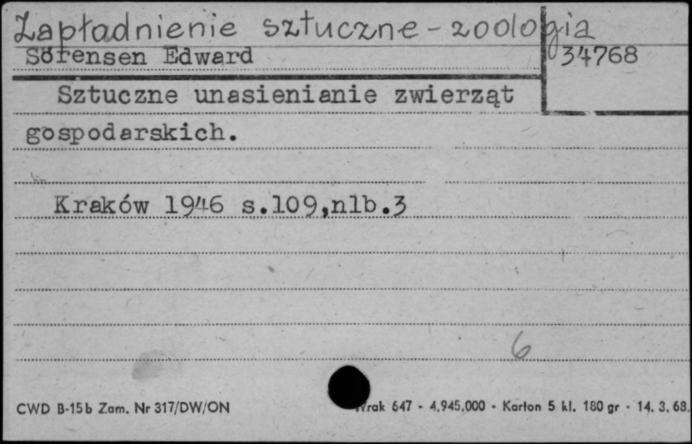 Zapładnienie sztuczne - zoologia
Sörensen Edward
34768
Sztuczne unasienianie zwierząt
gospodarskich.
Kraków 1946 s.109,nlb.3
6
CWD B-15b Zam. Nr 317/DW/ON
647 - 4.945.000 - Karton 5 kl. 180 gr - 14. 3. 68.